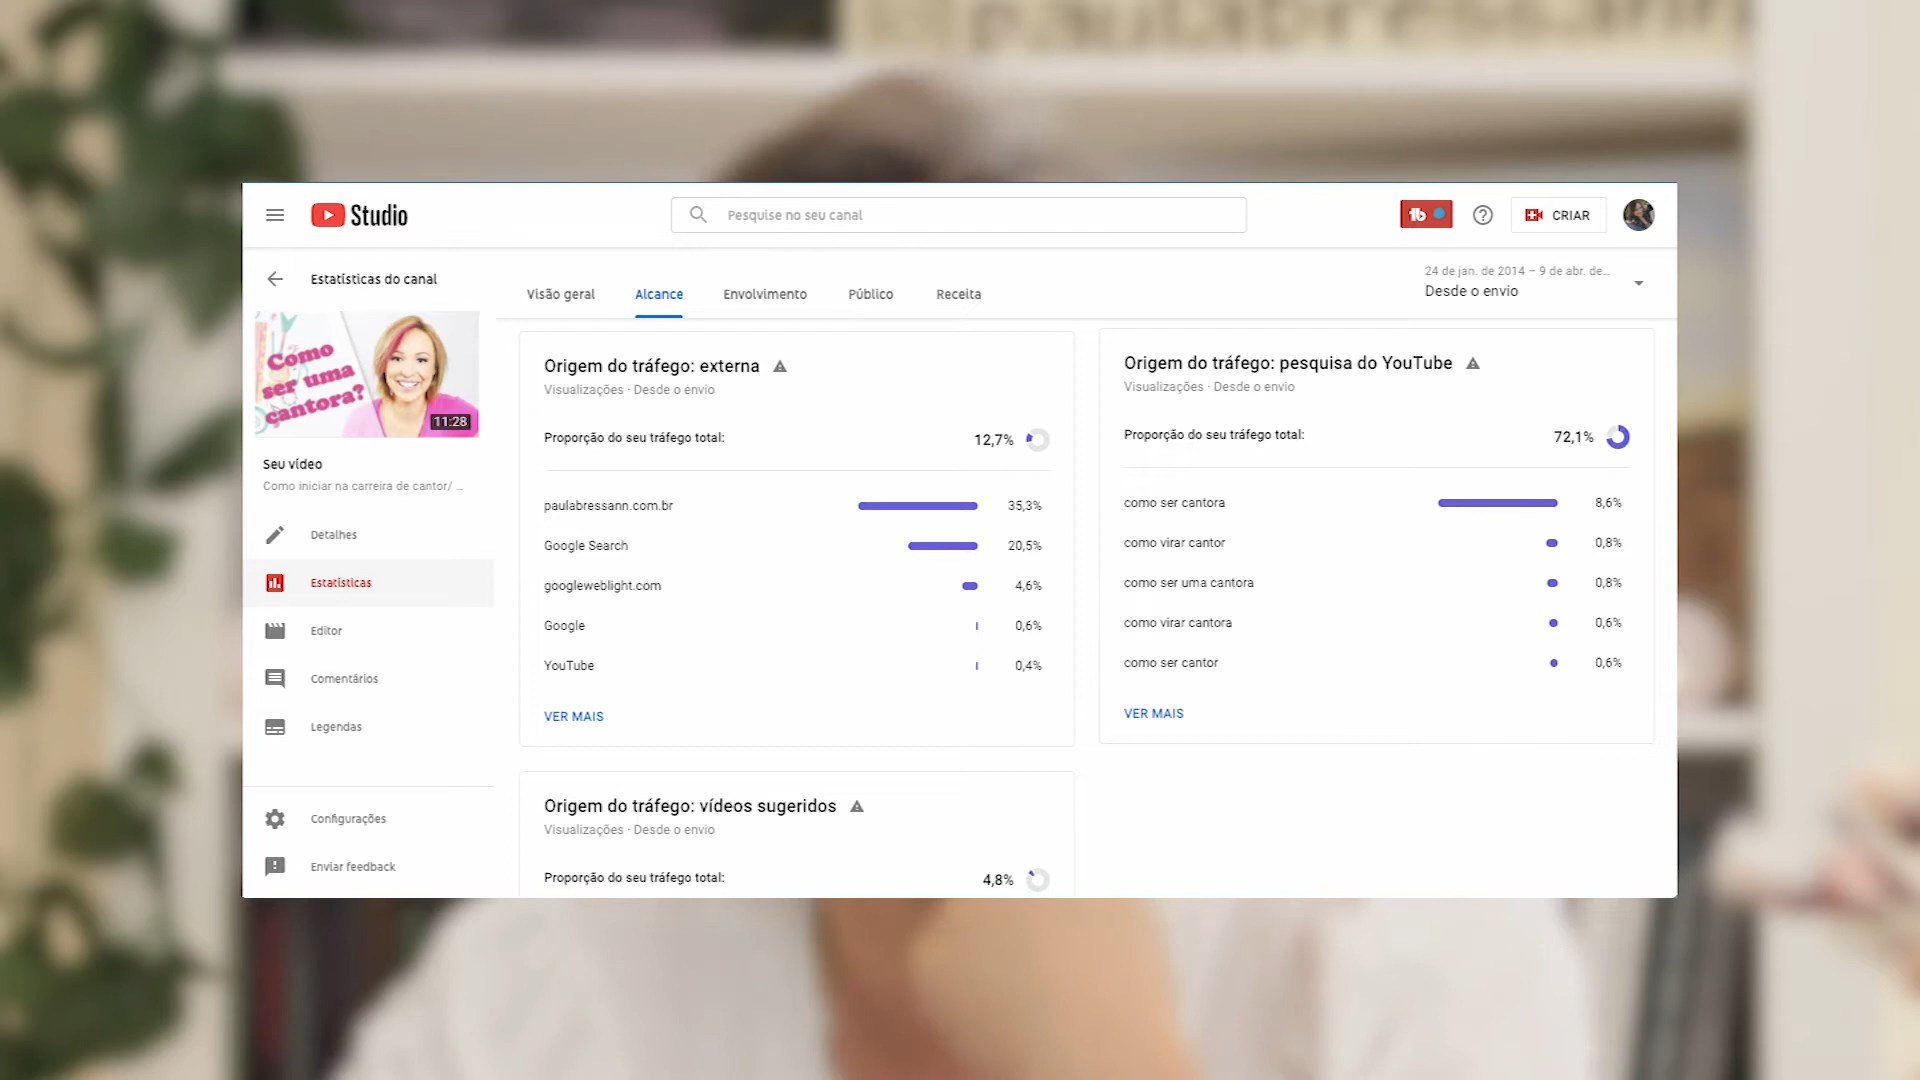 @paulabressann
Studio
Pesquise no seu canal
CRIAR
Estatísticas do canal
Visão geral
Alcance
Envolvimento
Público
Receita
24 de jan. de 2014 – 9 de abr. de...
Desde o envio
Como
ser uma
cantora?
11:28
Seu vídeo
Como iniciar na carreira de cantor/ ...
Detalhes
Estatísticas
Editor
Comentários
Legendas
Configurações
Enviar feedback
Origem do tráfego: externa
Visualizações · Desde o envio
Proporção do seu tráfego total: 12,7%
paulabressann.com.br 35,3%
Google Search 20,5%
googleweblight.com 4,6%
Google 0,6%
YouTube 0,4%
VER MAIS
Origem do tráfego: pesquisa do YouTube
Visualizações · Desde o envio
Proporção do seu tráfego total: 72,1%
como ser cantora 8,6%
como virar cantor 0,8%
como ser uma cantora 0,8%
como virar cantora 0,6%
como ser cantor 0,6%
VER MAIS
Origem do tráfego: vídeos sugeridos
Visualizações · Desde o envio
Proporção do seu tráfego total: 4,8%